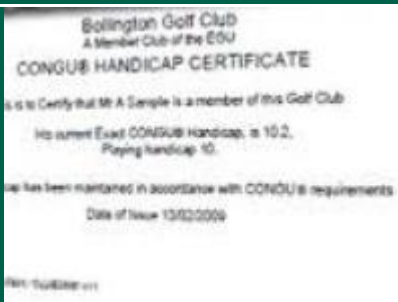 Bollington Golf Club
A Member Club of the EGU
CONGU® HANDICAP CERTIFICATE
is to Certify that Mr A Sample is a member of this Golf Club
His current Exact CONGU® Handicap, is 10.2,
Playing handicap 10.
cap has been maintained in accordance with CONGU® requirements
Date of Issue 13/02/2009